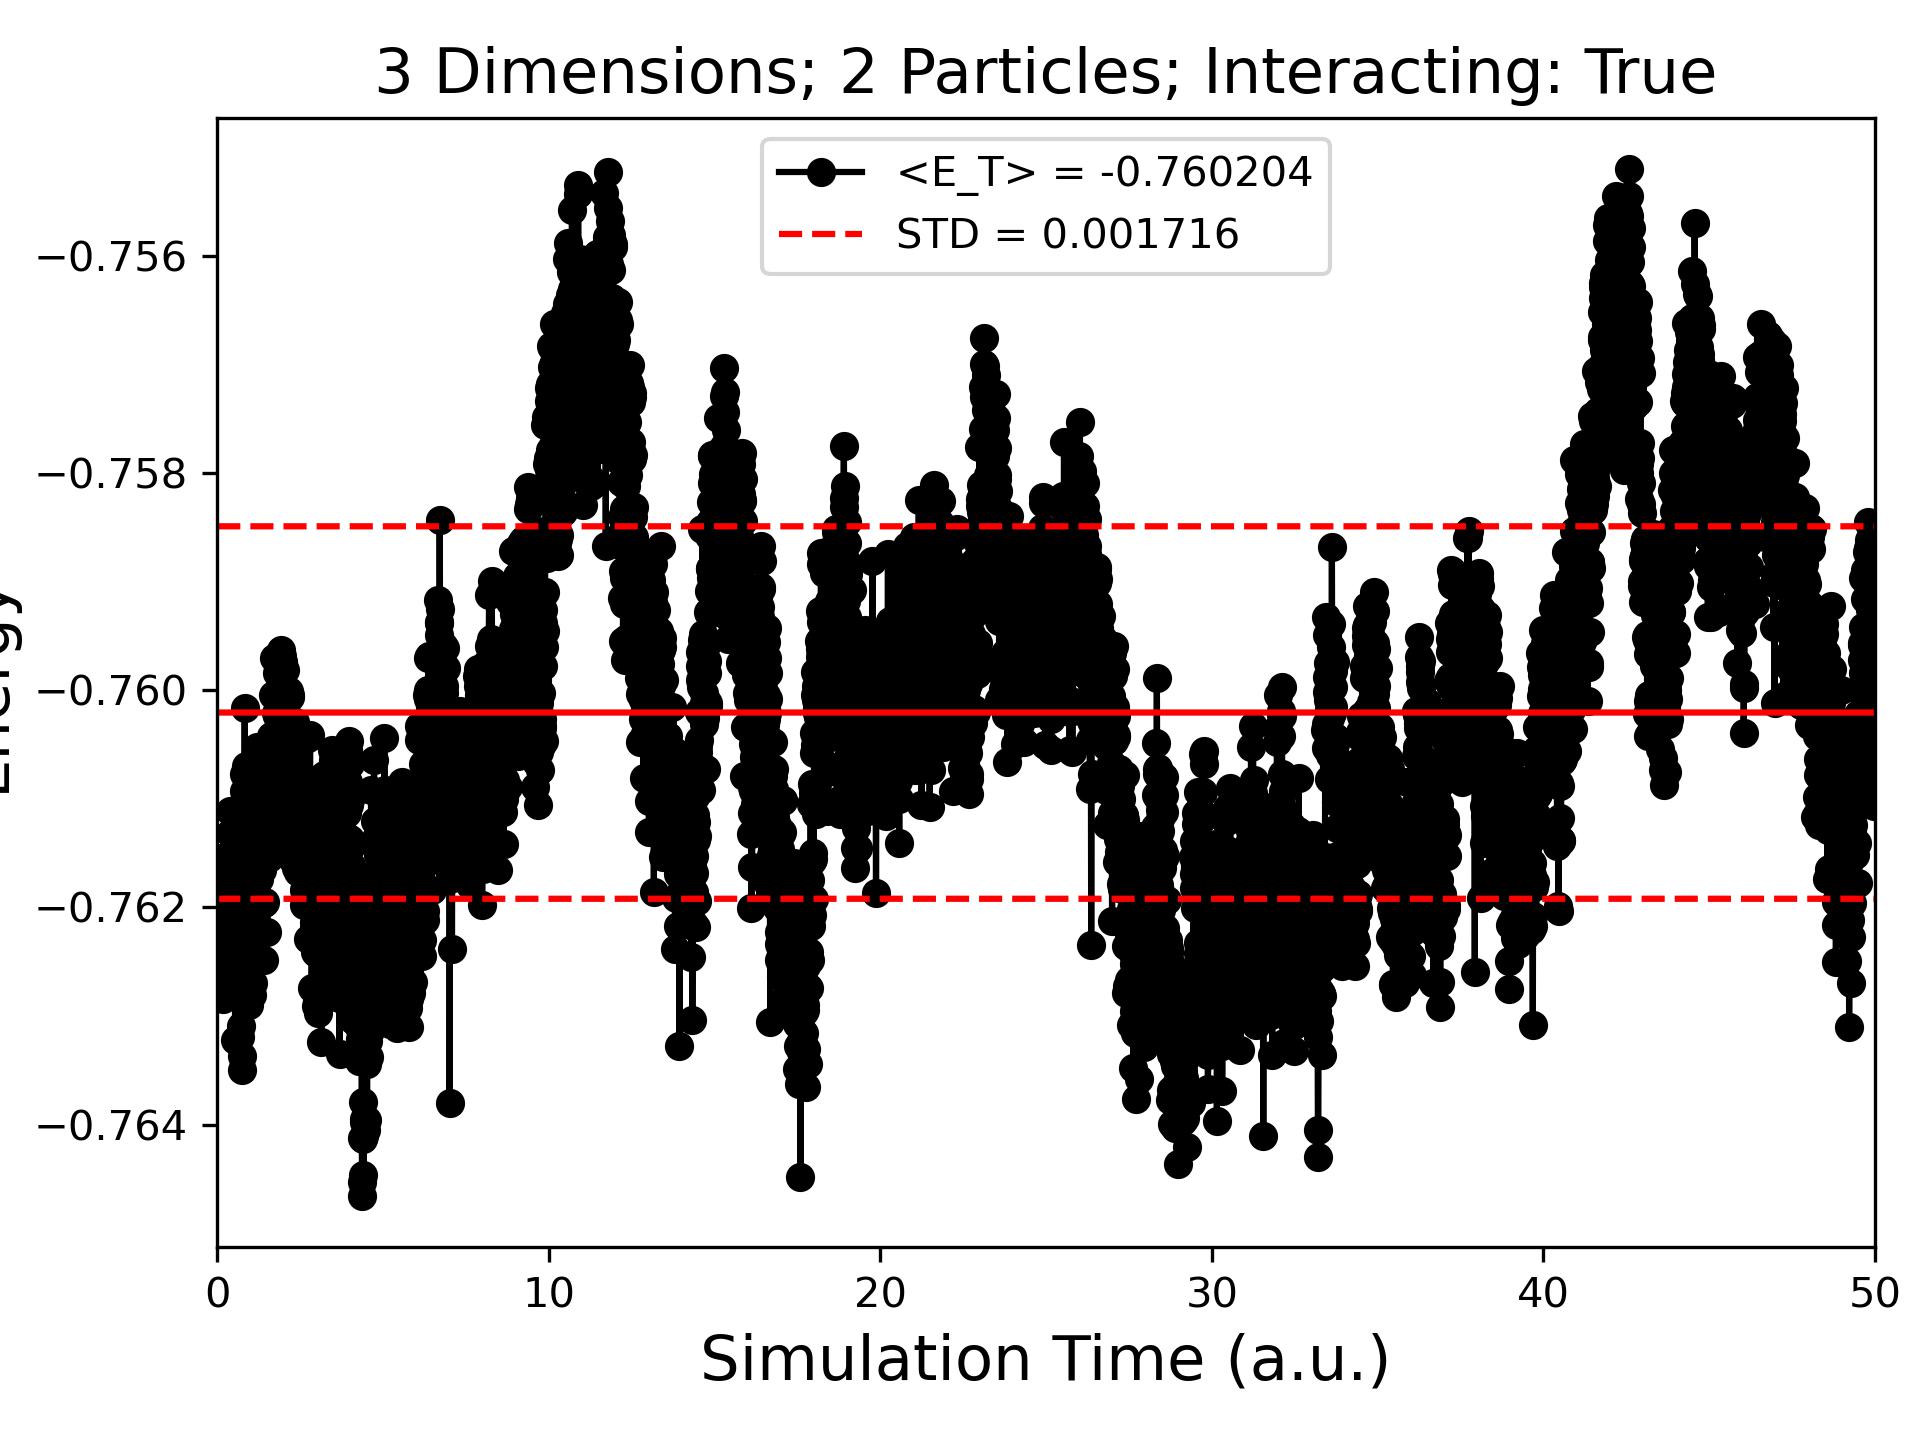 3 Dimensions; 2 Particles; Interacting: True
<E_T> = -0.760204
STD = 0.001716
Energy
−0.756
−0.758
−0.760
−0.762
−0.764
0 10 20 30 40 50
Simulation Time (a.u.)